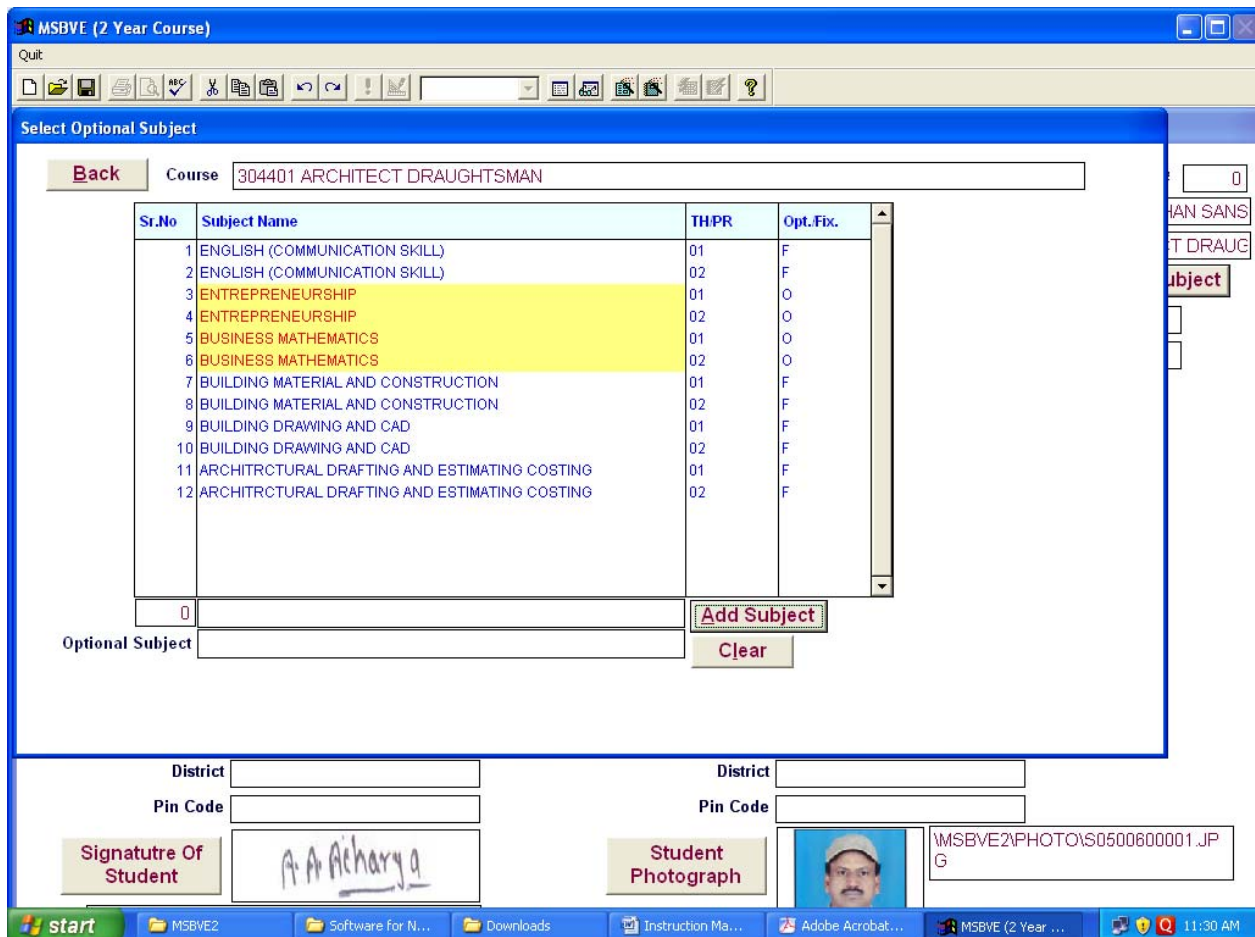 MSBVE (2 Year Course)
Quit
ABC
Select Optional Subject
Back Course 304401 ARCHITECT DRAUGHTSMAN
0
HAN SANS
T DRAUG
ubject
Sr.No Subject Name TH/PR Opt./Fix.
1 ENGLISH (COMMUNICATION SKILL) 01 F
2 ENGLISH (COMMUNICATION SKILL) 02 F
3 ENTREPRENEURSHIP 01 O
4 ENTREPRENEURSHIP 02 O
5 BUSINESS MATHEMATICS 01 O
6 BUSINESS MATHEMATICS 02 O
7 BUILDING MATERIAL AND CONSTRUCTION 01 F
8 BUILDING MATERIAL AND CONSTRUCTION 02 F
9 BUILDING DRAWING AND CAD 01 F
10 BUILDING DRAWING AND CAD 02 F
11 ARCHITRCTURAL DRAFTING AND ESTIMATING COSTING 01 F
12 ARCHITRCTURAL DRAFTING AND ESTIMATING COSTING 02 F
0 Add Subject
Optional Subject Clear
District District
Pin Code Pin Code
Signatutre Of
Student
A. A. Acharya
Student
Photograph
\MSBVE2\PHOTO\S0500600001.JP
G
start MSBVE2 Software for N... Downloads Instruction Ma... Adobe Acrobat... MSBVE (2 Year ... 11:30 AM